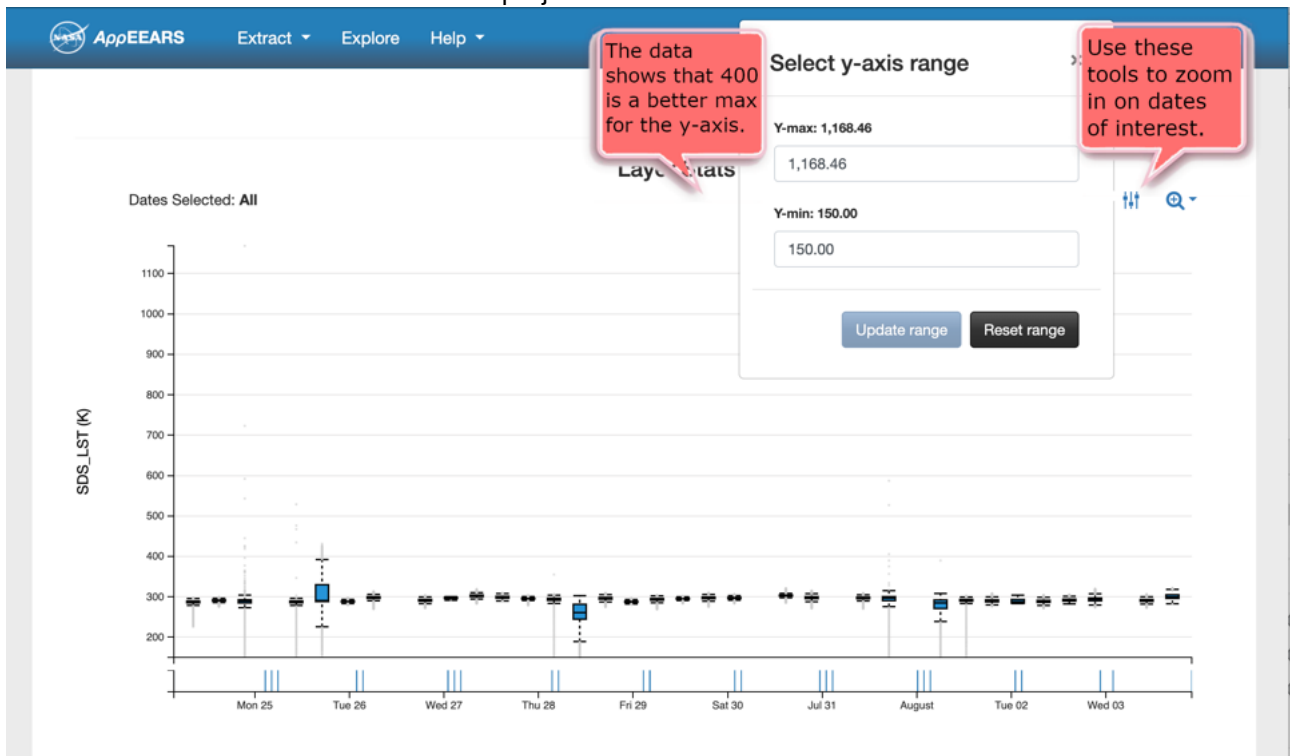 NASA AppEEARS Extract Explore Help
The data
shows that 400
is a better max
for the y-axis.
Select y-axis range
Use these
tools to zoom
in on dates
of interest.
Y-max: 1,168.46
1,168.46
Y-min: 150.00
150.00
Update range Reset range
Dates Selected: All
SDS_LST (K)
1100
1000
900
800
700
600
500
400
300
200
Mon 25 Tue 26 Wed 27 Thu 28 Fri 29 Sat 30 Jul 31 August Tue 02 Wed 03